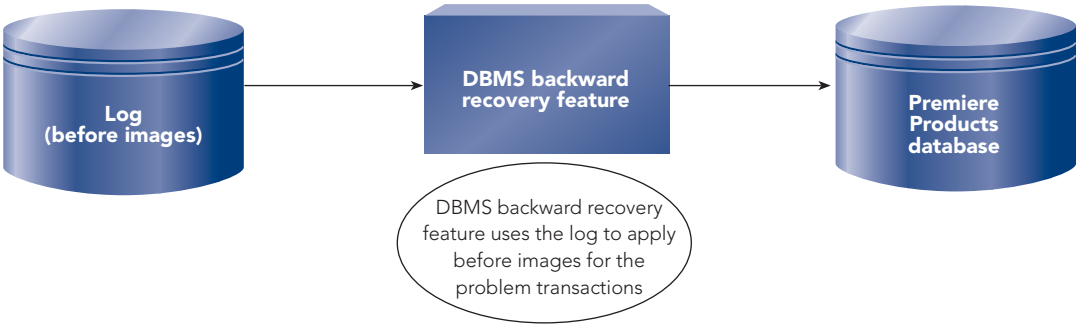 Log
(before images)
DBMS backward
recovery feature
Premiere
Products
database
DBMS backward recovery
feature uses the log to apply
before images for the
problem transactions